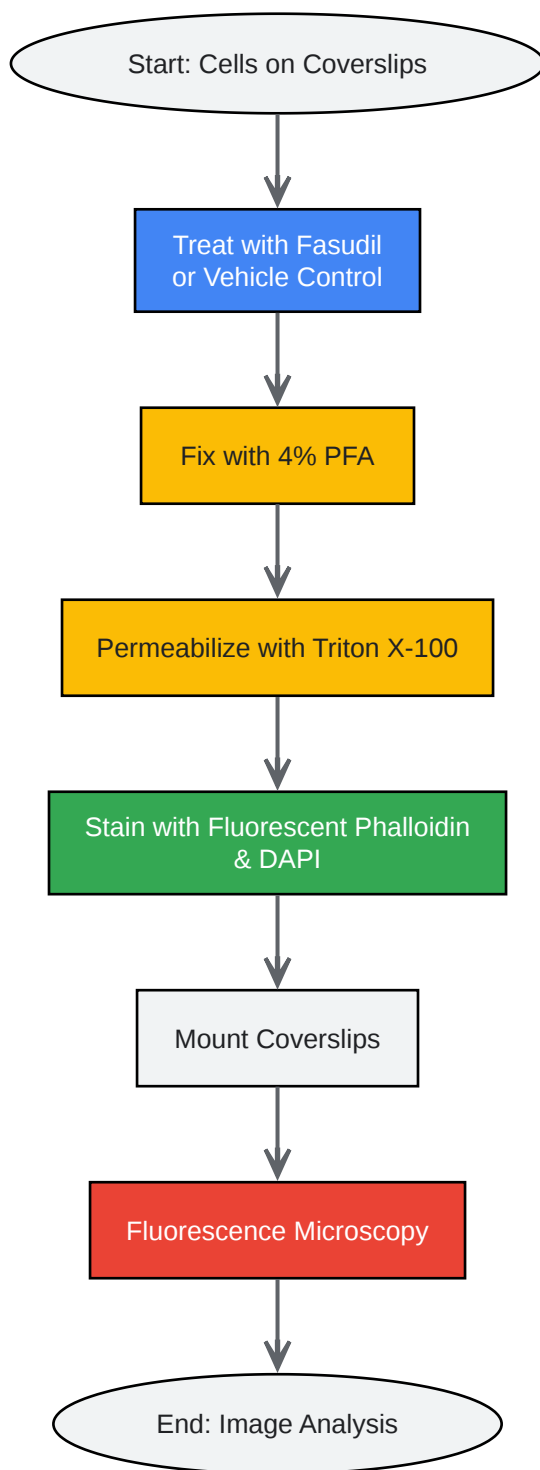 Start: Cells on Coverslips
Treat with Fasudil
or Vehicle Control
Fix with 4% PFA
Permeabilize with Triton X-100
Stain with Fluorescent Phalloidin
& DAPI
Mount Coverslips
Fluorescence Microscopy
End: Image Analysis